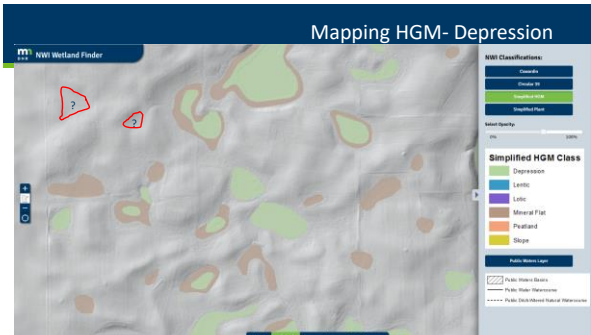 Mapping HGM- Depression
NWI Wetland Finder
?
?
NWI Classifications:
Cowardin
Circular 39
Simplified HGM
Simplified Plant
Select Opacity:
0%
100%
Simplified HGM Class
Depression
Lentic
Lotic
Mineral Flat
Peatland
Slope
Public Waters Layer
Public Waters Basins
Public Water Watercourse
Public Ditch/Altered Natural Watercourse